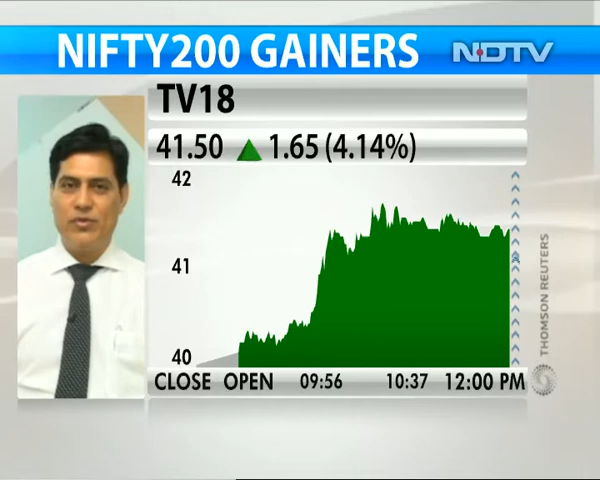 NIFTY200 GAINERS
NDTV
TV18
41.50 ▲ 1.65 (4.14%)
42
41
40
CLOSE OPEN 09:56 10:37 12:00 PM
THOMSON REUTERS